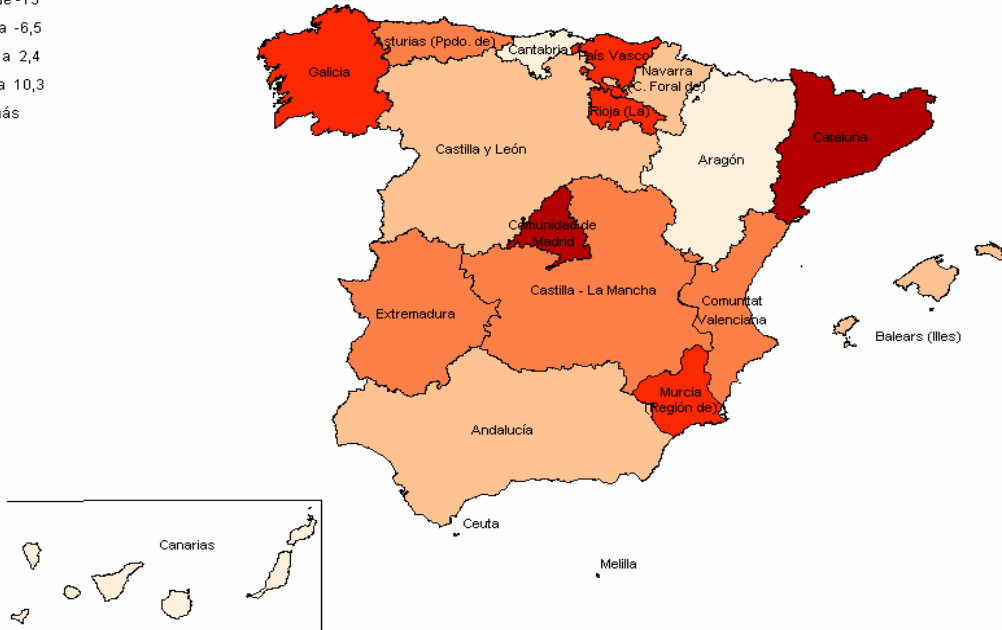 -15
a -6,5
a 2,4
a 10,3
Asturias (Ppdo. de)
Cantabria
País Vasco
Galicia
Navarra
(C. Foral de)
Rioja (La)
Cataluña
Castilla y León
Aragón
Comunidad de
Madrid
Castilla - La Mancha
Comunitat
Valenciana
Extremadura
Balears (Illes)
Murcia
(Región de)
Andalucía
Ceuta
Canarias
Melilla